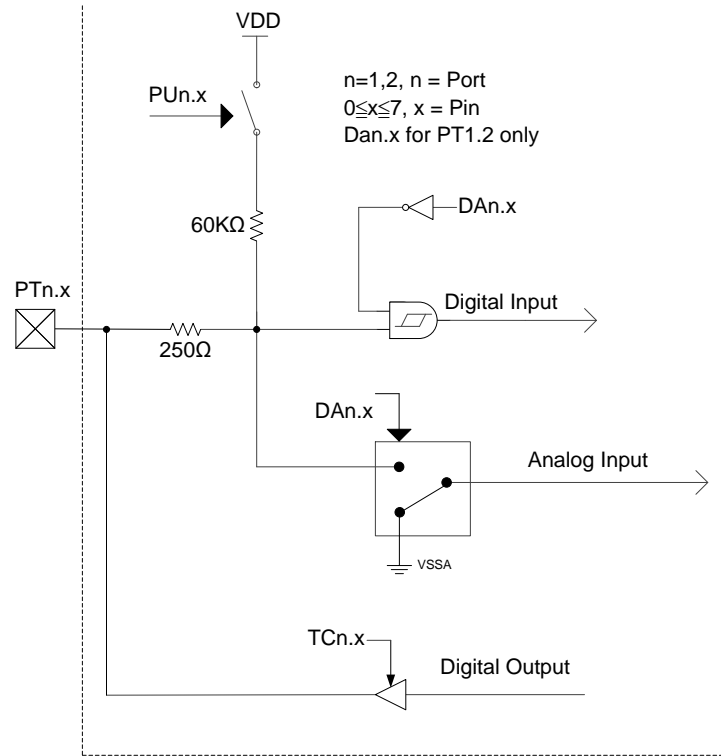 VDD
n=1,2, n = Port
0≦x≦7, x = Pin
Dan.x for PT1.2 only
PUn.x
DAn.x
60KΩ
PTn.x
Digital Input
250Ω
DAn.x
Analog Input
VSSA
TCn.x
Digital Output